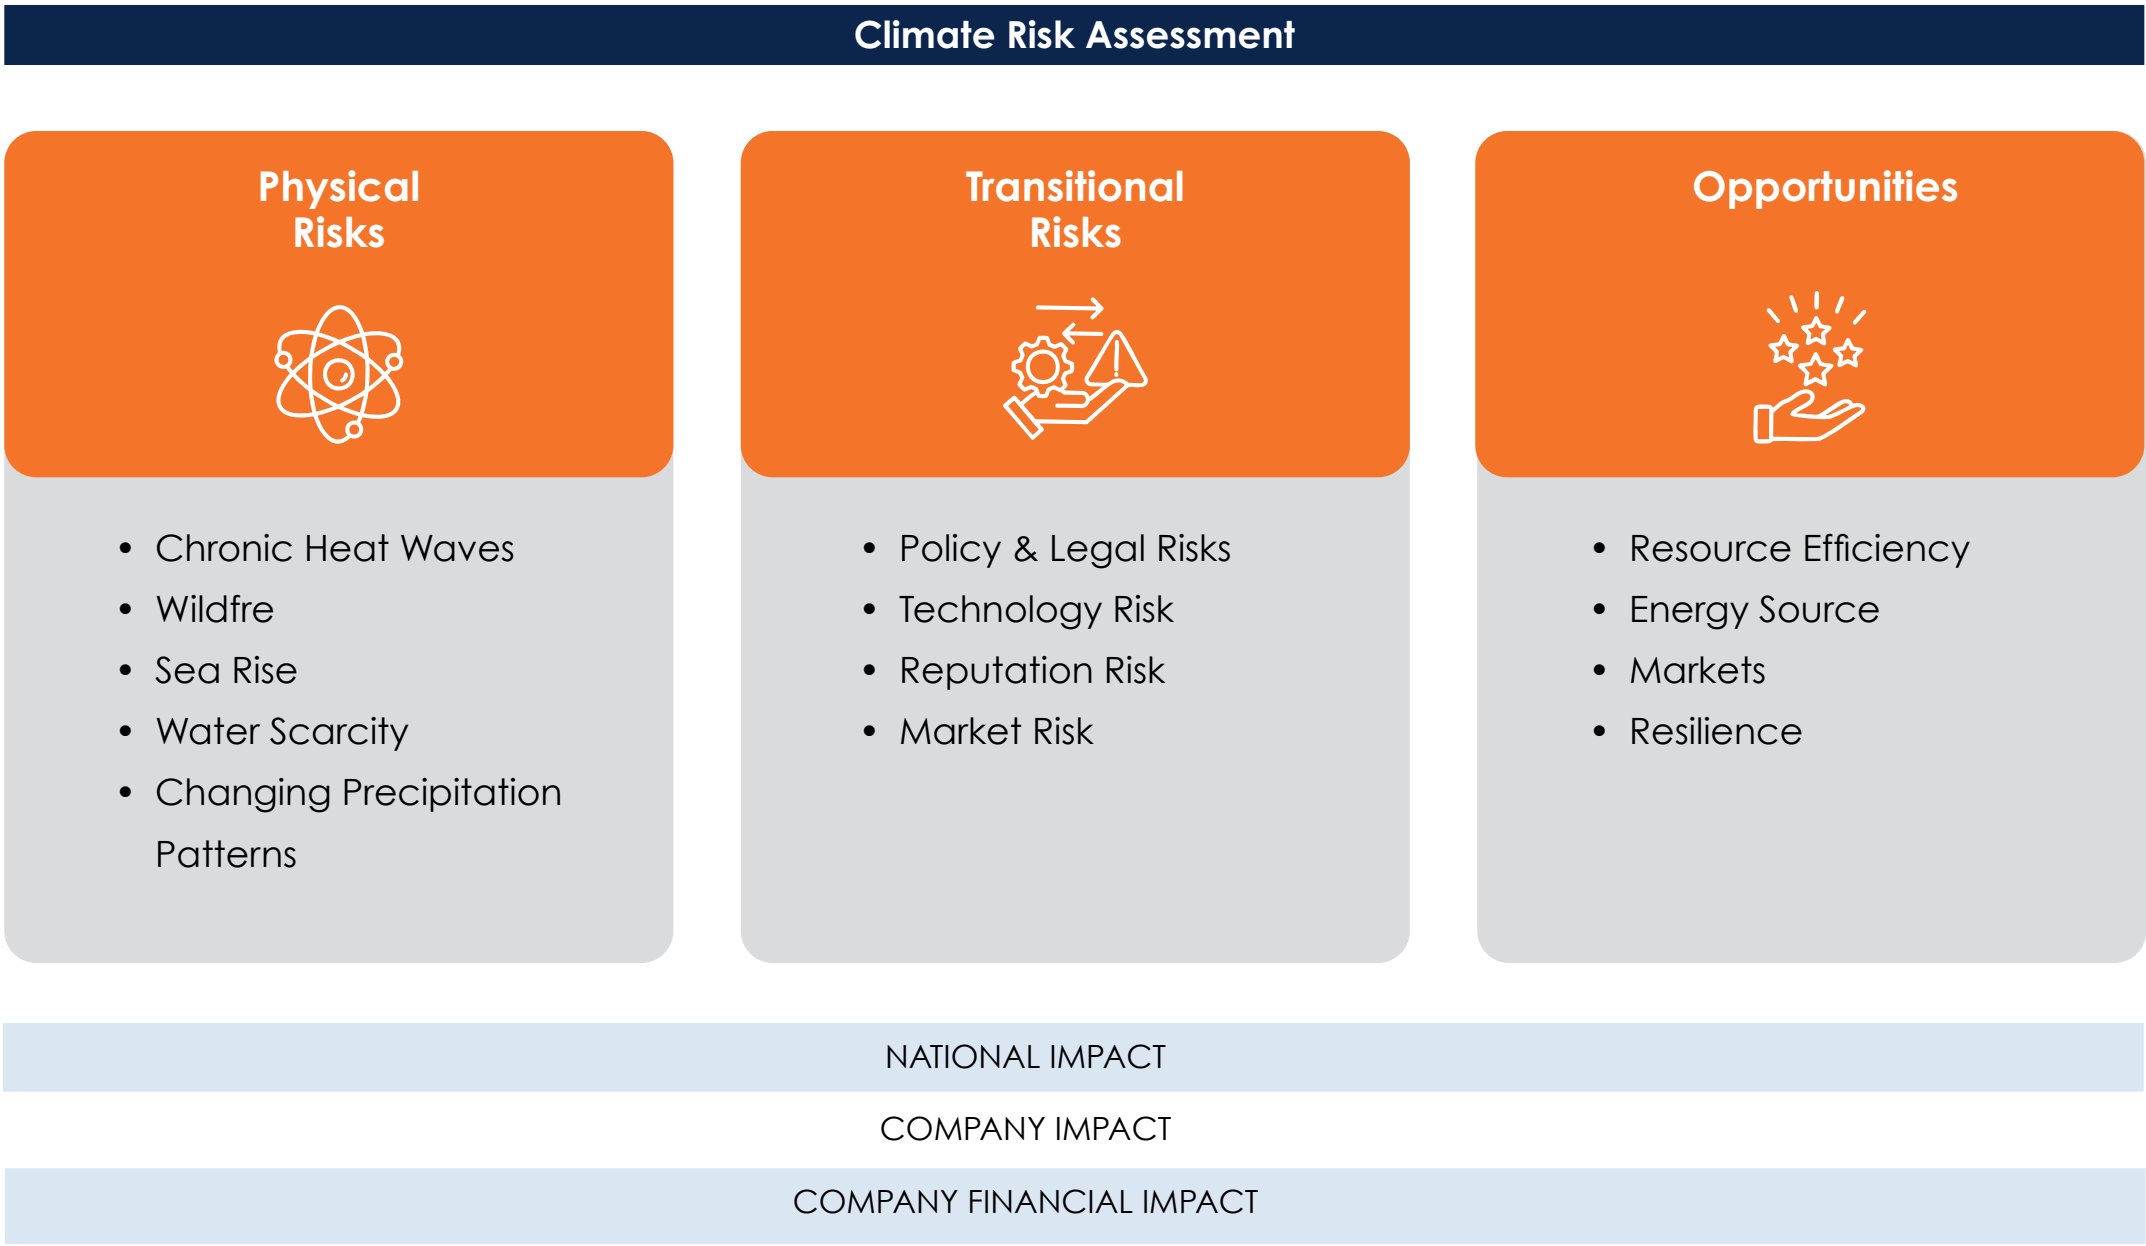 Climate Risk Assessment
Physical
Risks
• Chronic Heat Waves
• Wildfre
• Sea Rise
• Water Scarcity
• Changing Precipitation
Patterns
Transitional
Risks
• Policy & Legal Risks
• Technology Risk
• Reputation Risk
• Market Risk
Opportunities
• Resource Efficiency
• Energy Source
• Markets
• Resilience
NATIONAL IMPACT
COMPANY IMPACT
COMPANY FINANCIAL IMPACT